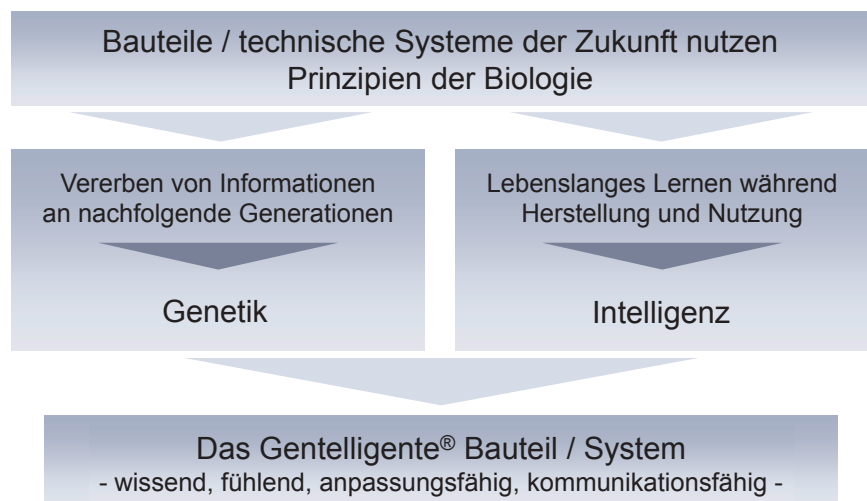 Bauteile / technische Systeme der Zukunft nutzen
Prinzipien der Biologie
Vererben von Informationen
an nachfolgende Generationen
Genetik
Lebenslanges Lernen während
Herstellung und Nutzung
Intelligenz
Das Gentelligente® Bauteil / System
- wissend, fühlend, anpassungsfähig, kommunikationsfähig -